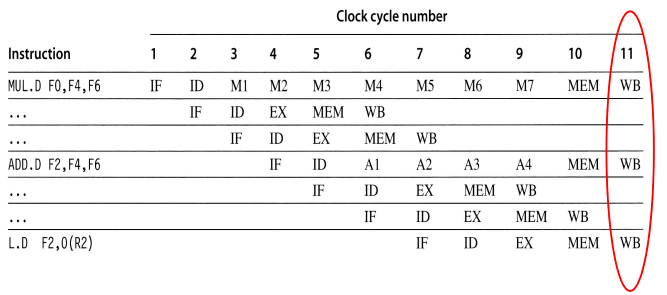 Clock cycle number
Instruction 1 2 3 4 5 6 7 8 9 10 11
MUL.D F0,F4,F6 IF ID M1 M2 M3 M4 M5 M6 M7 MEM WB
... IF ID EX MEM WB
... IF ID EX MEM WB
ADD.D F2,F4,F6 IF ID A1 A2 A3 A4 MEM WB
... IF ID EX MEM WB
... IF ID EX MEM WB
L.D F2,0(R2) IF ID EX MEM WB